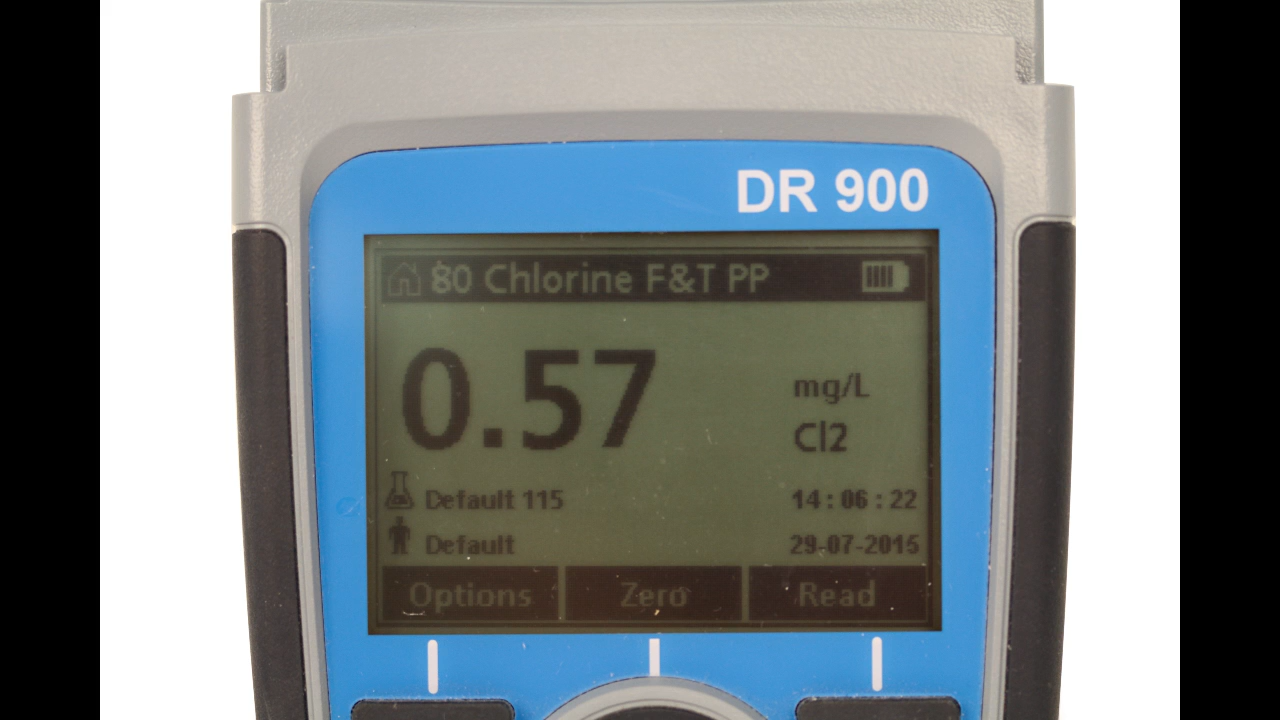 DR 900
80 Chlorine F&T PP
0.57
mg/L
Cl2
Default 115
14:06:22
Default
29-07-2015
Options Zero Read